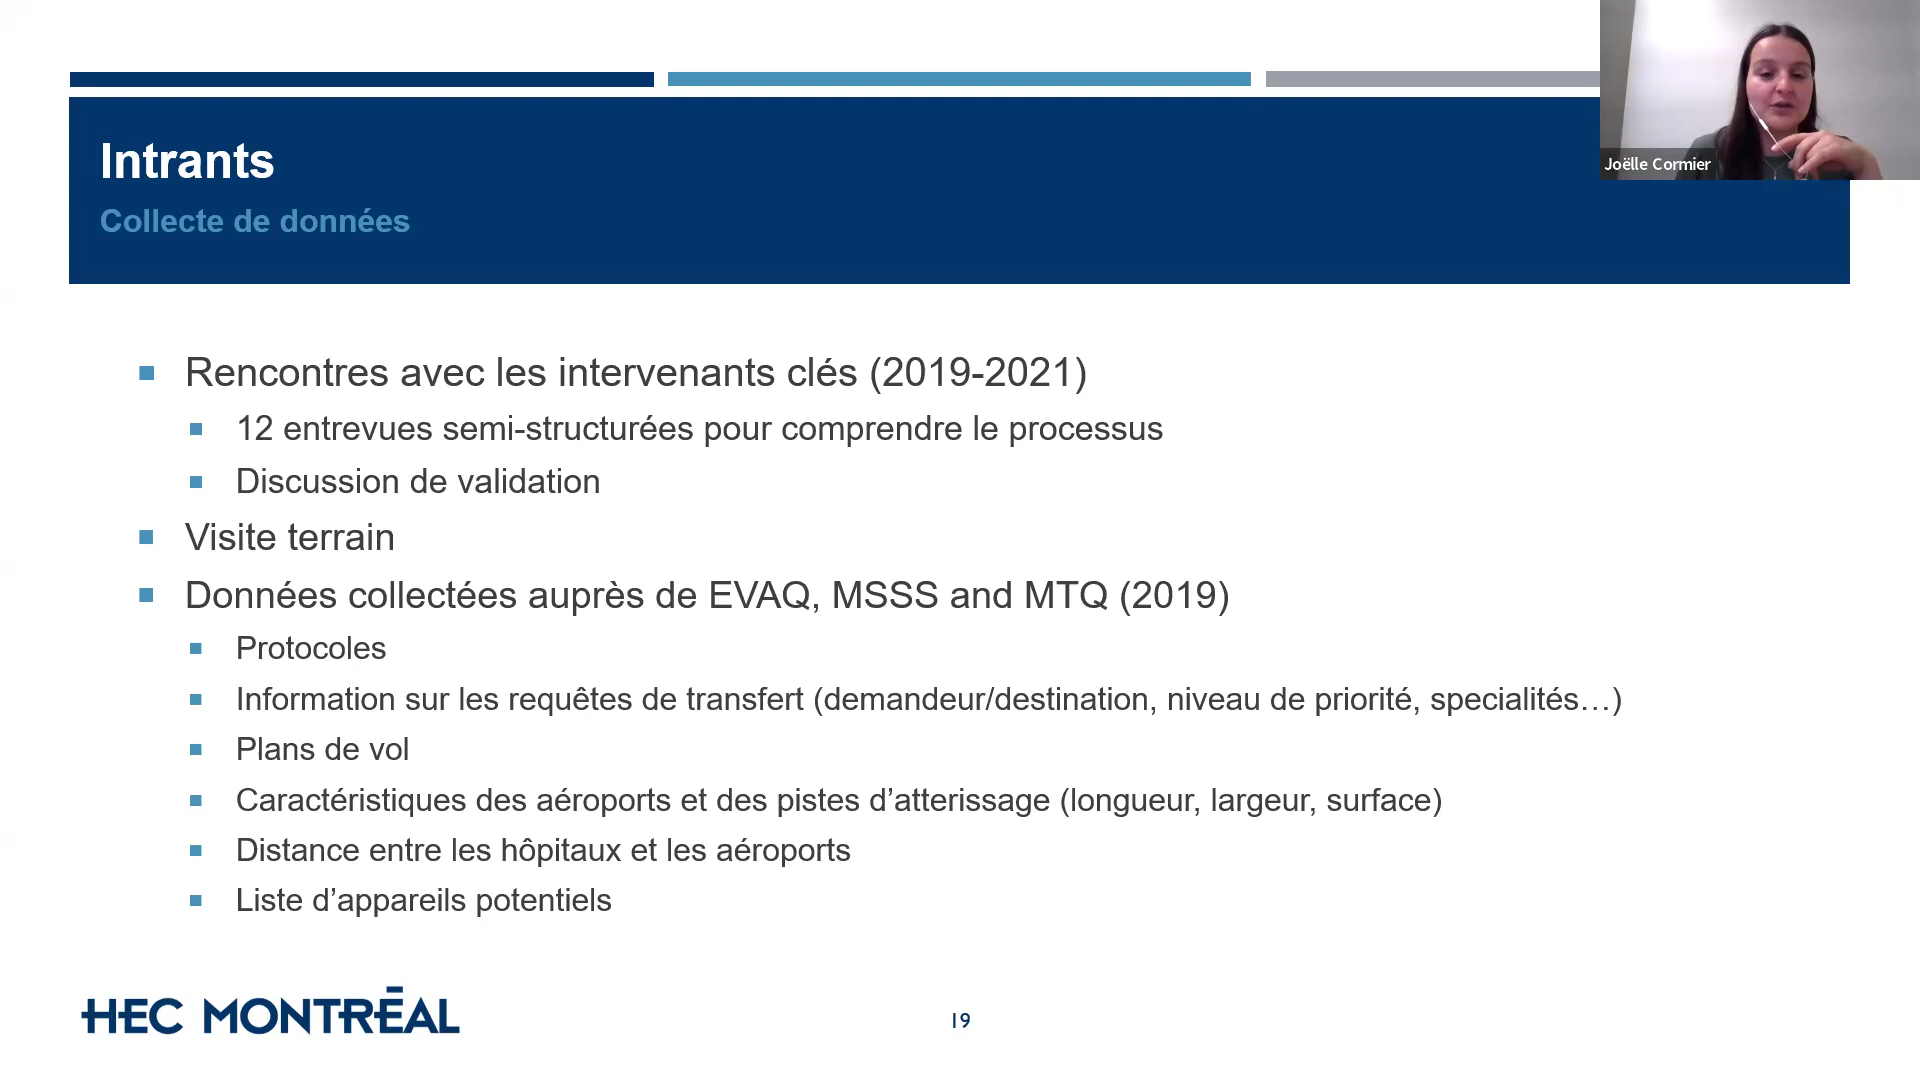 Joëlle Cormier
Intrants
Collecte de données
Rencontres avec les intervenants clés (2019-2021)
12 entrevues semi-structurées pour comprendre le processus
Discussion de validation
Visite terrain
Données collectées auprès de EVAQ, MSSS and MTQ (2019)
Protocoles
Information sur les requêtes de transfert (demandeur/destination, niveau de priorité, specialités…)
Plans de vol
Caractéristiques des aéroports et des pistes d’atterissage (longueur, largeur, surface)
Distance entre les hôpitaux et les aéroports
Liste d’appareils potentiels
HEC MONTRÉAL
19